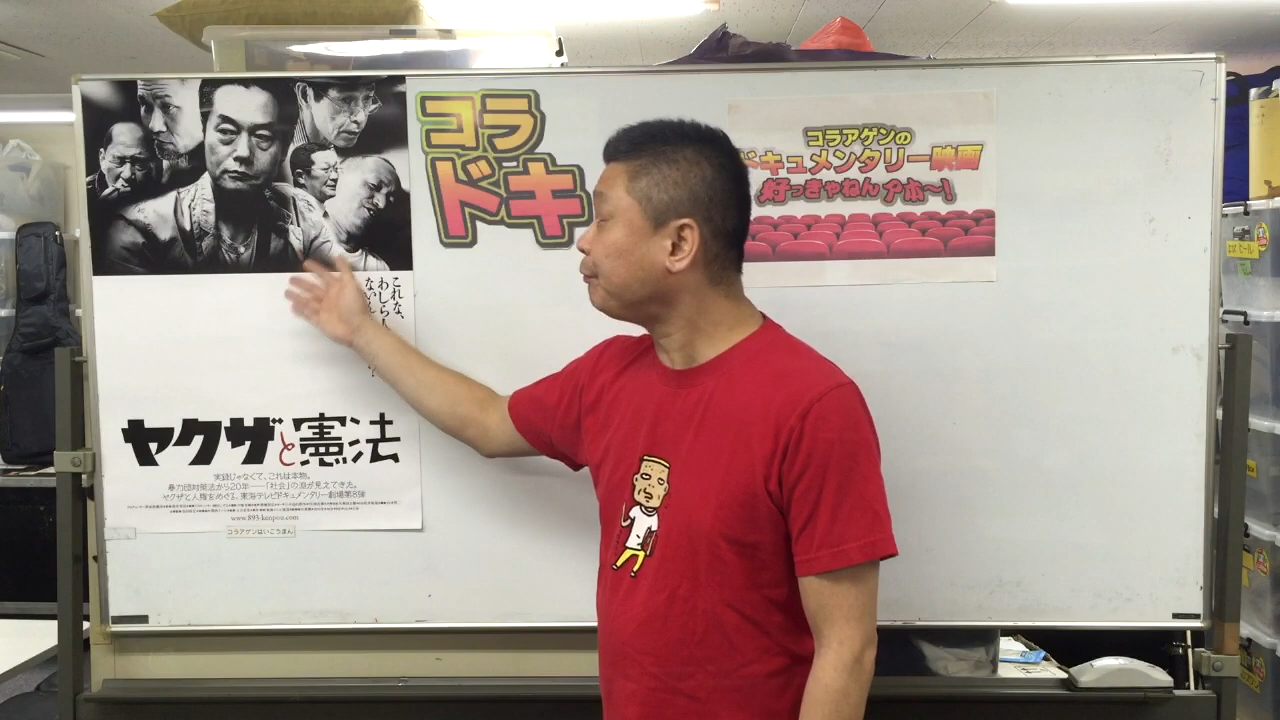 コラ
ドキ
コラアゲンの
ドキュメンタリー映画
好っきゃねんアホ〜!
これな、
わしら
ない
ヤクザと憲法
実録じゃなくて、これは本物。
暴力団対策法から20年──「社会」の淵が見えてきた。
ヤクザと人権をめぐる、東海テレビドキュメンタリー劇場第8弾
www.893-kenpou.com
コラアゲンはいごうまん